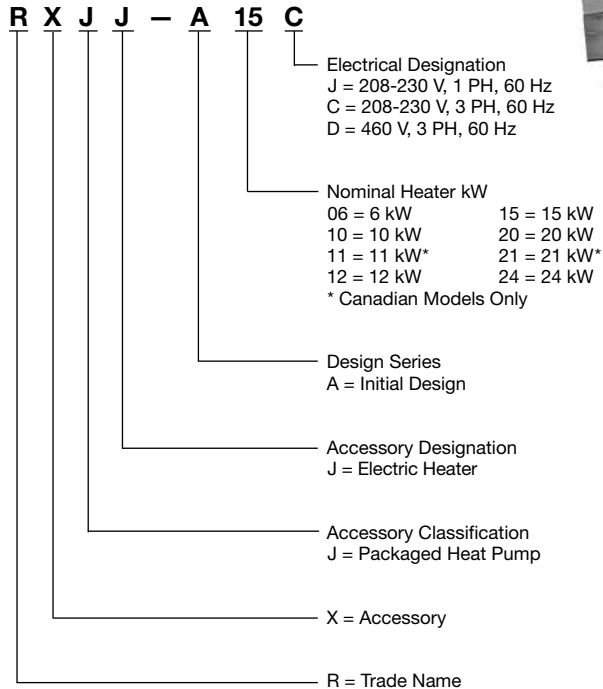 R X J J – A 15 C
Electrical Designation
J = 208-230 V, 1 PH, 60 Hz
C = 208-230 V, 3 PH, 60 Hz
D = 460 V, 3 PH, 60 Hz
Nominal Heater kW
06 = 6 kW 15 = 15 kW
10 = 10 kW 20 = 20 kW
11 = 11 kW* 21 = 21 kW*
12 = 12 kW 24 = 24 kW
* Canadian Models Only
Design Series
A = Initial Design
Accessory Designation
J = Electric Heater
Accessory Classification
J = Packaged Heat Pump
X = Accessory
R = Trade Name